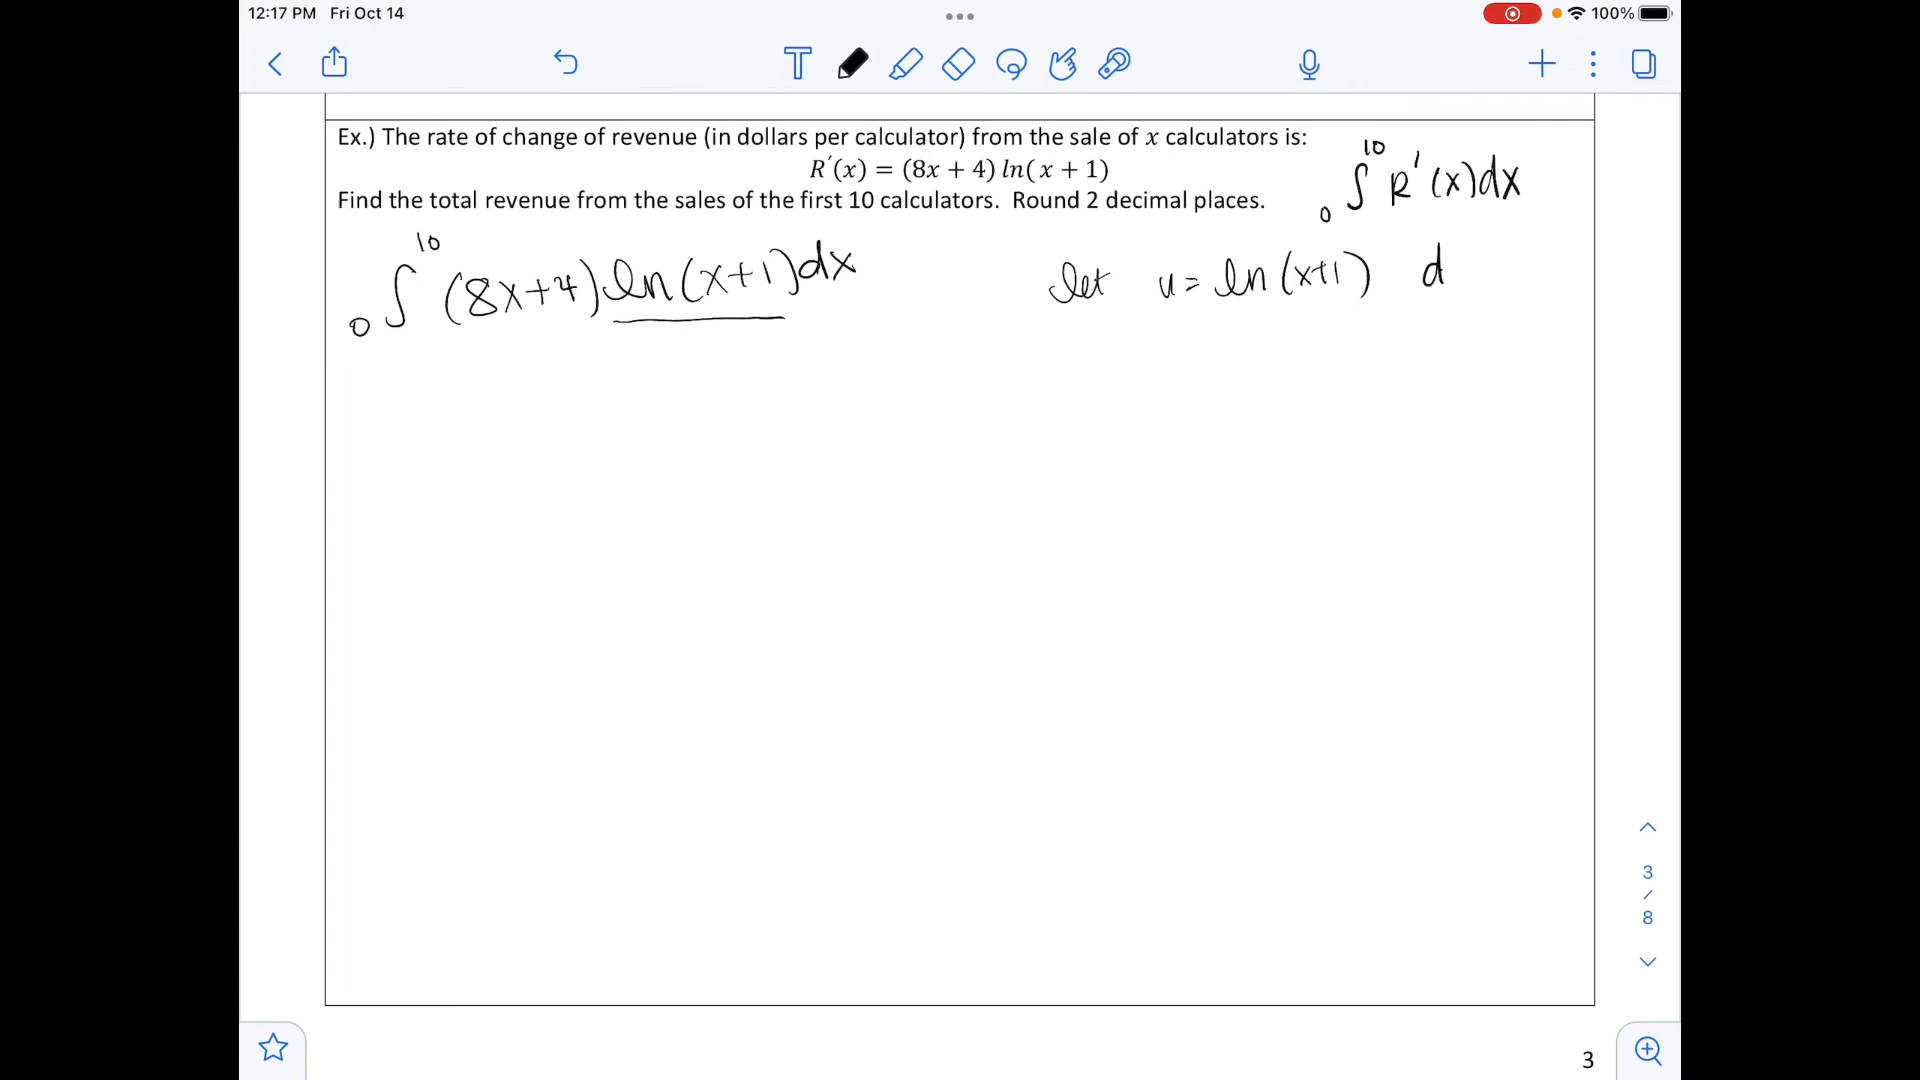 12:17 PM Fri Oct 14
100%
T
Ex.) The rate of change of revenue (in dollars per calculator) from the sale of x calculators is:
R′(x) = (8x + 4) ln( x + 1)
Find the total revenue from the sales of the first 10 calculators. Round 2 decimal places.
10
∫ R'(x)dx
0
10
∫ (8x+4) ln(x+1)dx
0
let u = ln(x+1) d
3
/
8
3